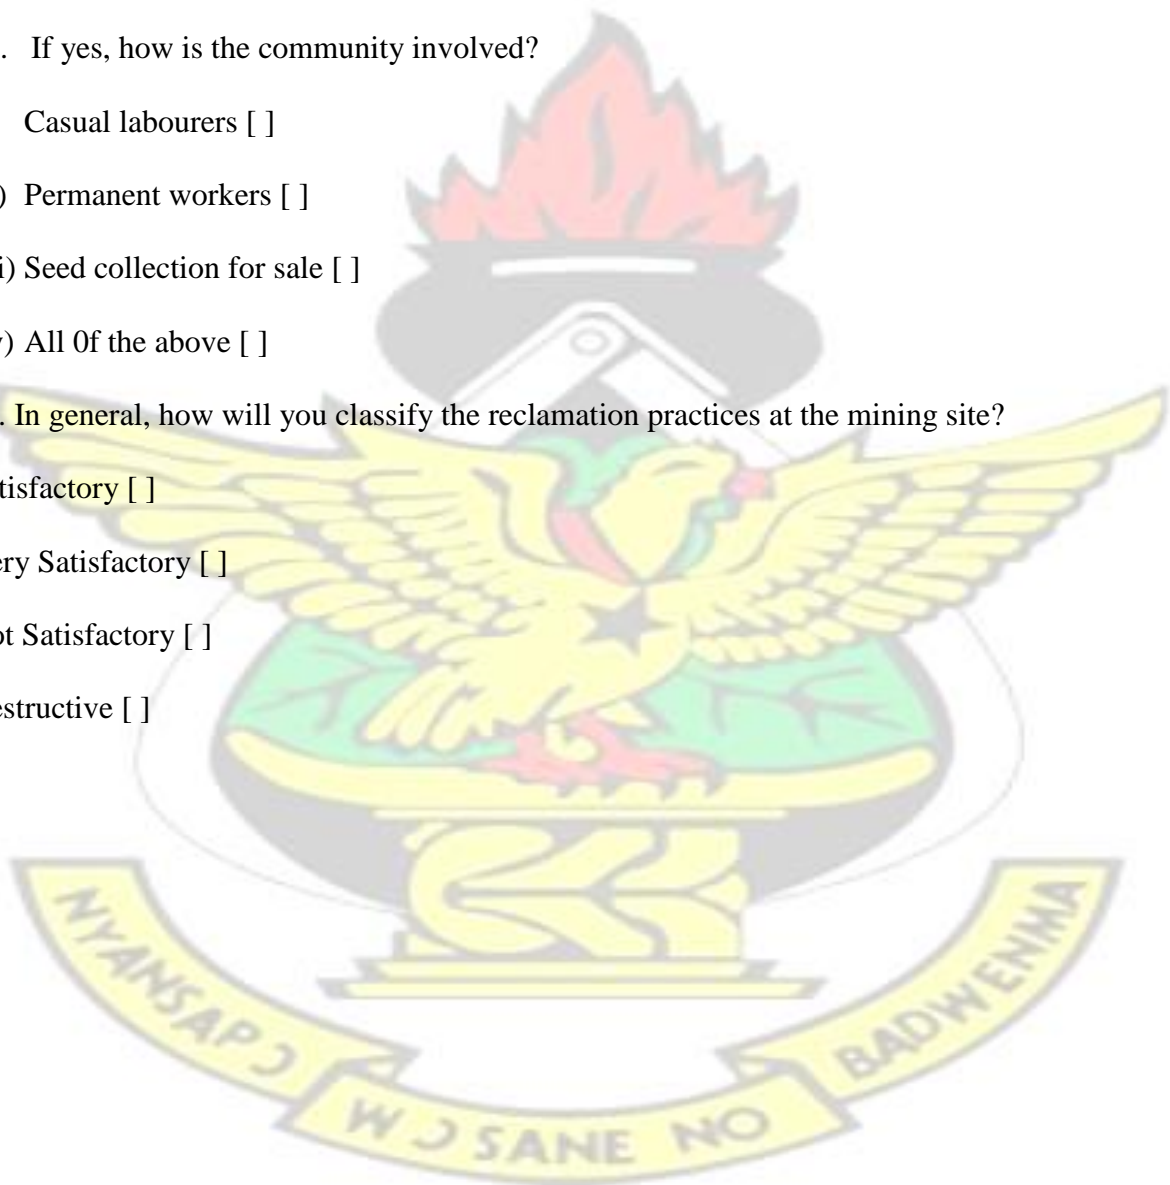 . If yes, how is the community involved?
Casual labourers [ ]
) Permanent workers [ ]
i) Seed collection for sale [ ]
) All 0f the above [ ]
. In general, how will you classify the reclamation practices at the mining site?
tisfactory [ ]
ery Satisfactory [ ]
ot Satisfactory [ ]
estructive [ ]
NYANSAPƆ
WƆSANE NO
BADWENMA